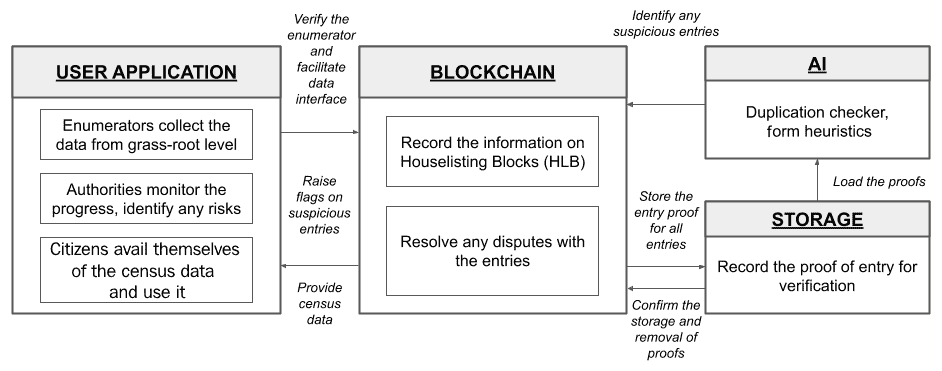 USER APPLICATION
Enumerators collect the
data from grass-root level
Authorities monitor the
progress, identify any risks
Citizens avail themselves
of the census data
and use it
Verify the
enumerator
and
facilitate
data
interface
Raise
flags on
suspicious
entries
Provide
census
data
BLOCKCHAIN
Record the information on
Houselisting Blocks (HLB)
Resolve any disputes with
the entries
Identify any
suspicious entries
Store the
entry proof
for all
entries
Confirm the
storage and
removal of
proofs
AI
Duplication checker,
form heuristics
Load the proofs
STORAGE
Record the proof of entry for
verification